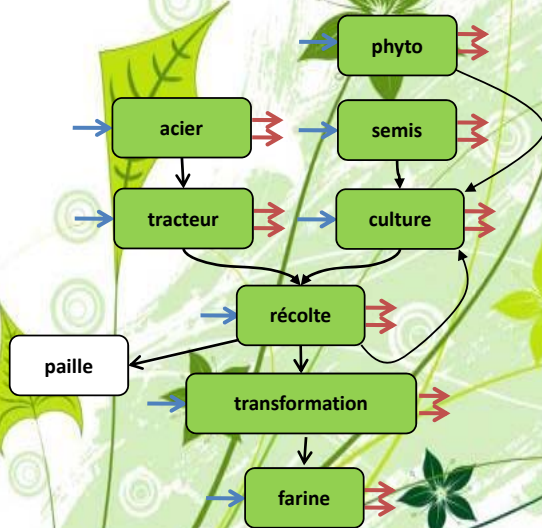 phyto
acier
semis
tracteur
culture
récolte
paille
transformation
farine